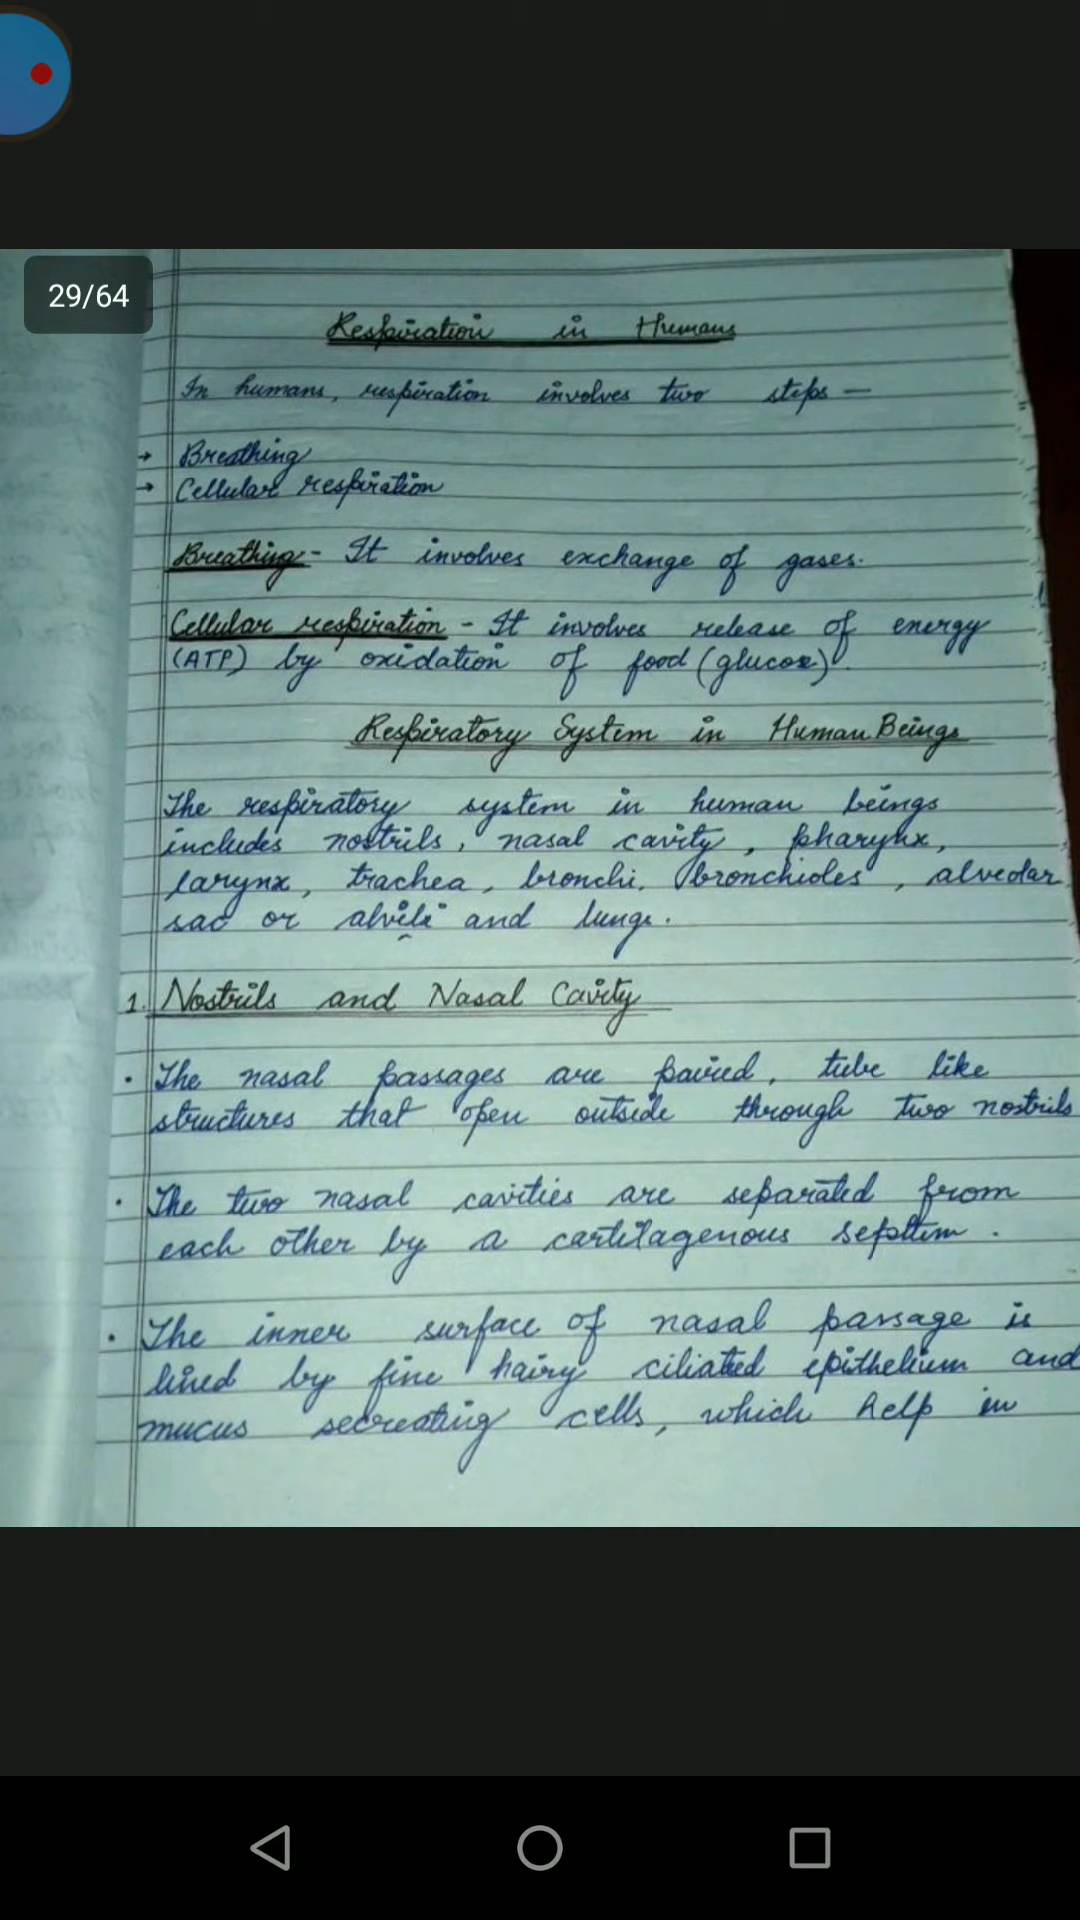 29/64
Respiration in Humans
In humans, respiration involves two steps —
→ Breathing
→ Cellular respiration
Breathing - It involves exchange of gases.
Cellular respiration - It involves release of energy
(ATP) by oxidation of food (glucose).
Respiratory System in Human Beings
The respiratory system in human beings
includes nostrils, nasal cavity, pharynx,
larynx, trachea, bronchi, bronchioles, alveolar
sac or and lungs.
1. Nostrils and Nasal Cavity
• The nasal passages are paired, tube like
structures that open outside through two nostrils
• The two nasal cavities are separated from
each other by a cartilagenous septum.
• The inner surface of nasal passage is
lined by fine hairy ciliated epithelium and
mucus secreating cells, which help in